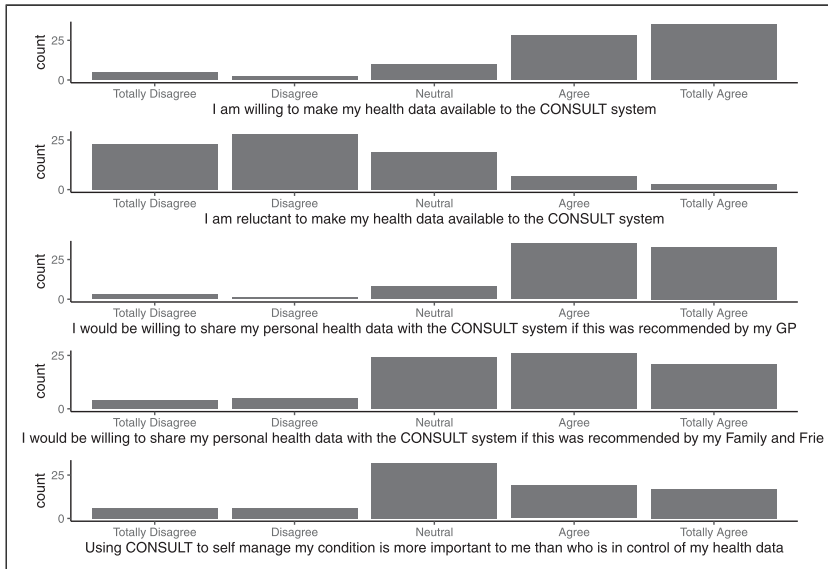 count
25
0
Totally Disagree Disagree Neutral Agree Totally Agree
I am willing to make my health data available to the CONSULT system
count
25
0
Totally Disagree Disagree Neutral Agree Totally Agree
I am reluctant to make my health data available to the CONSULT system
count
25
0
Totally Disagree Disagree Neutral Agree Totally Agree
I would be willing to share my personal health data with the CONSULT system if this was recommended by my GP
count
25
0
Totally Disagree Disagree Neutral Agree Totally Agree
I would be willing to share my personal health data with the CONSULT system if this was recommended by my Family and Frie
count
25
0
Totally Disagree Disagree Neutral Agree Totally Agree
Using CONSULT to self manage my condition is more important to me than who is in control of my health data